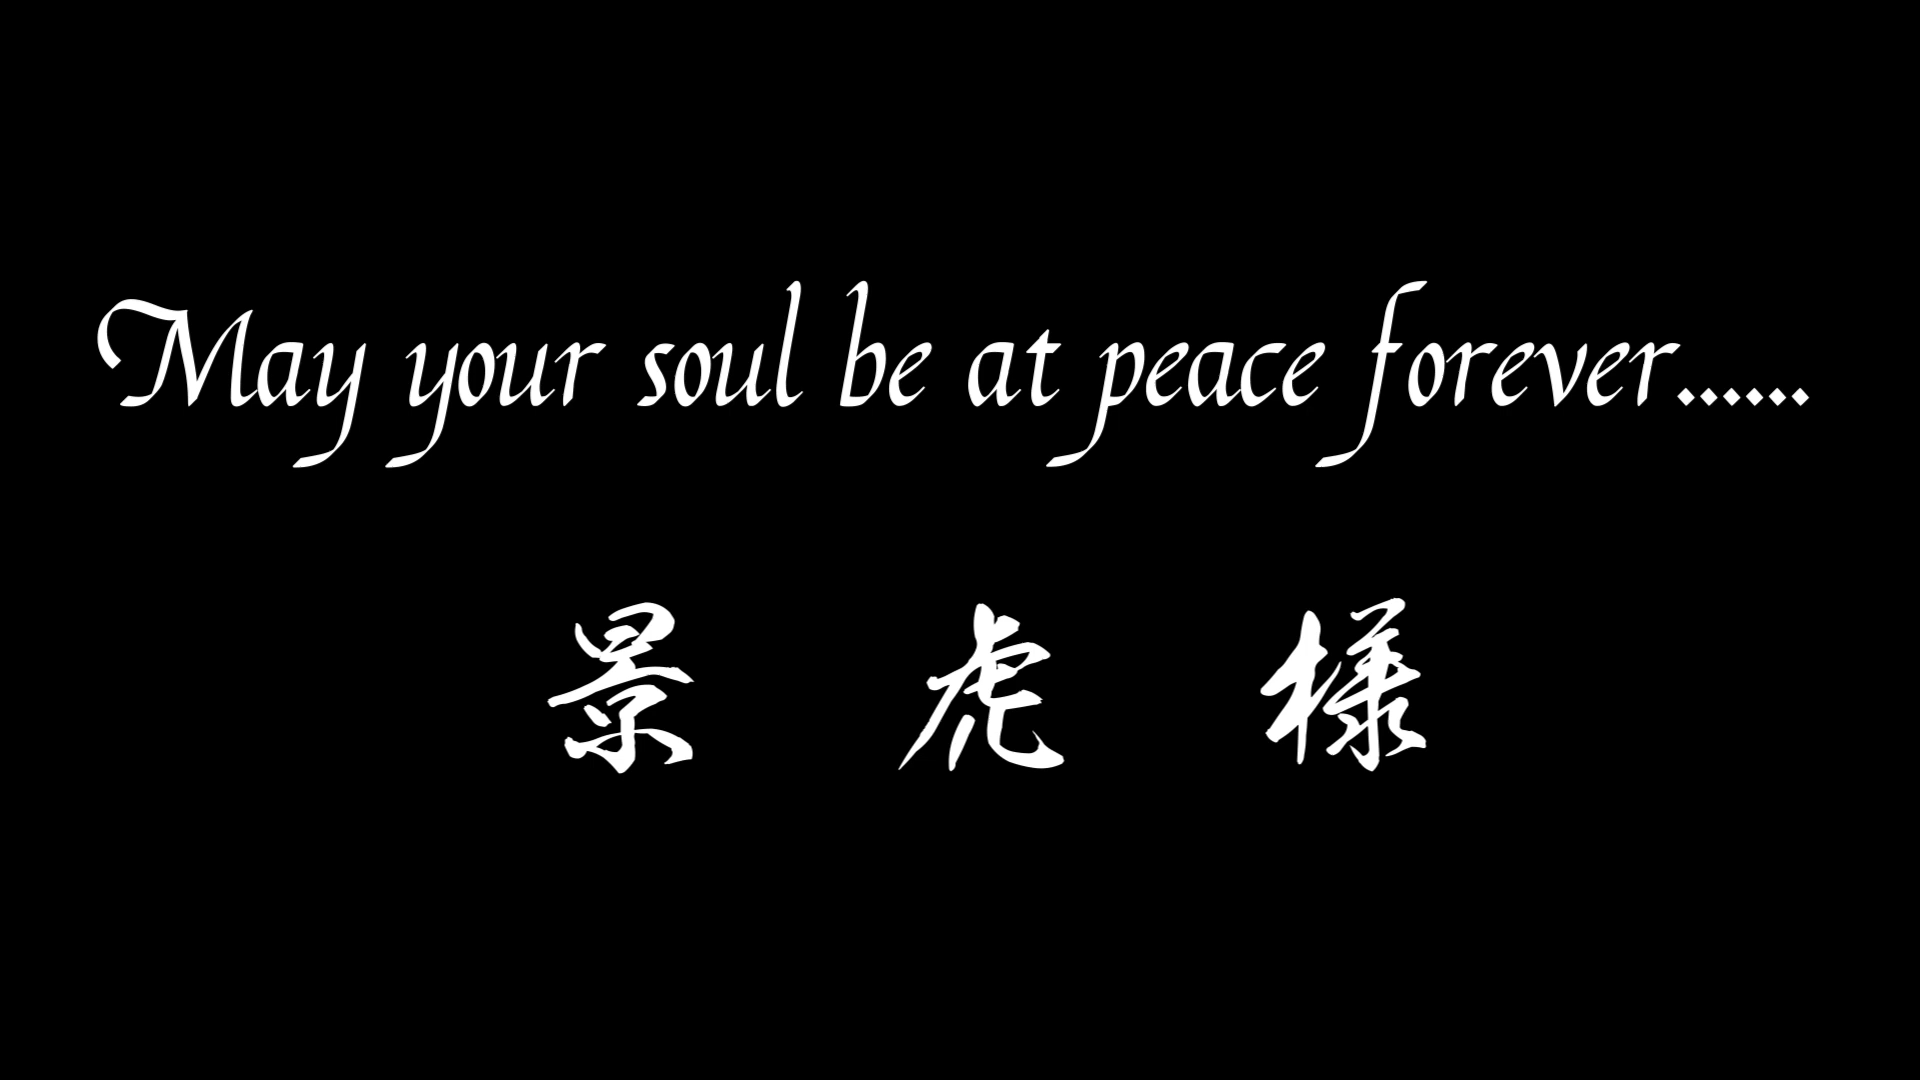 May your soul be at peace forever......
景虎様